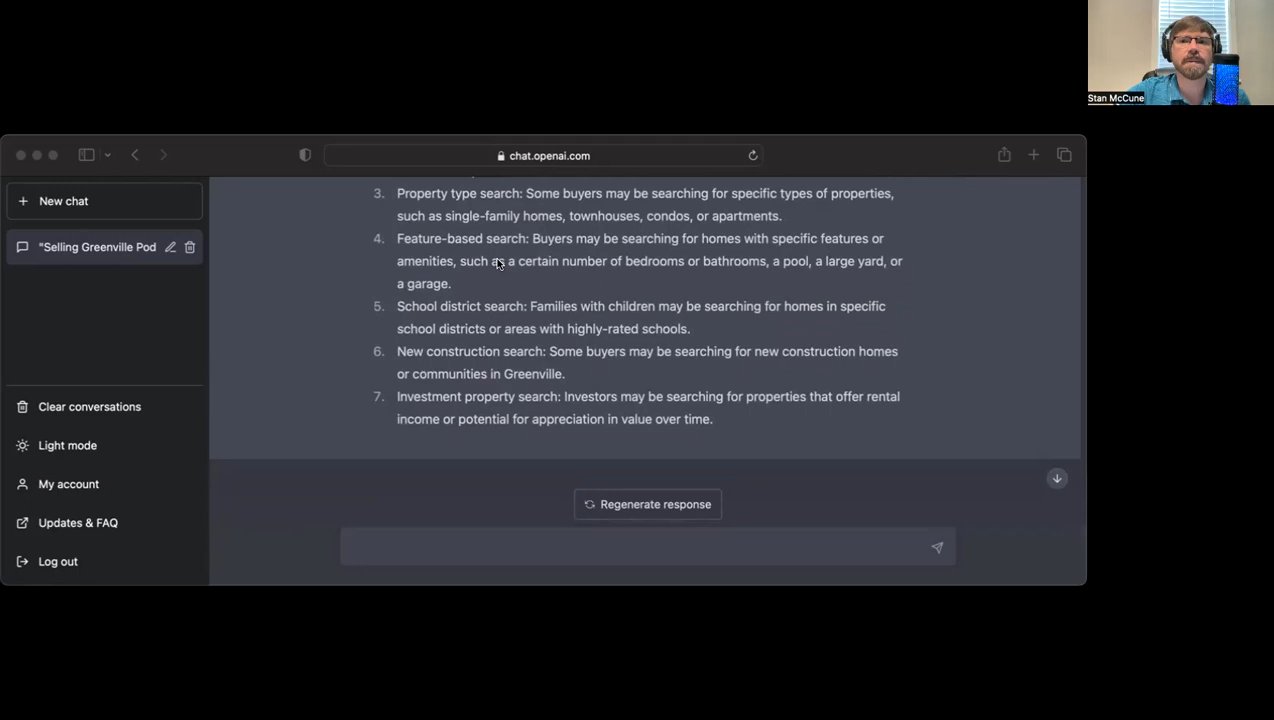 Stan McCune
chat.openai.com
New chat
"Selling Greenville Pod
3. Property type search: Some buyers may be searching for specific types of properties,
such as single-family homes, townhouses, condos, or apartments.
4. Feature-based search: Buyers may be searching for homes with specific features or
amenities, such as a certain number of bedrooms or bathrooms, a pool, a large yard, or
a garage.
5. School district search: Families with children may be searching for homes in specific
school districts or areas with highly-rated schools.
6. New construction search: Some buyers may be searching for new construction homes
or communities in Greenville.
7. Investment property search: Investors may be searching for properties that offer rental
income or potential for appreciation in value over time.
Clear conversations
Light mode
My account
Updates & FAQ
Log out
Regenerate response